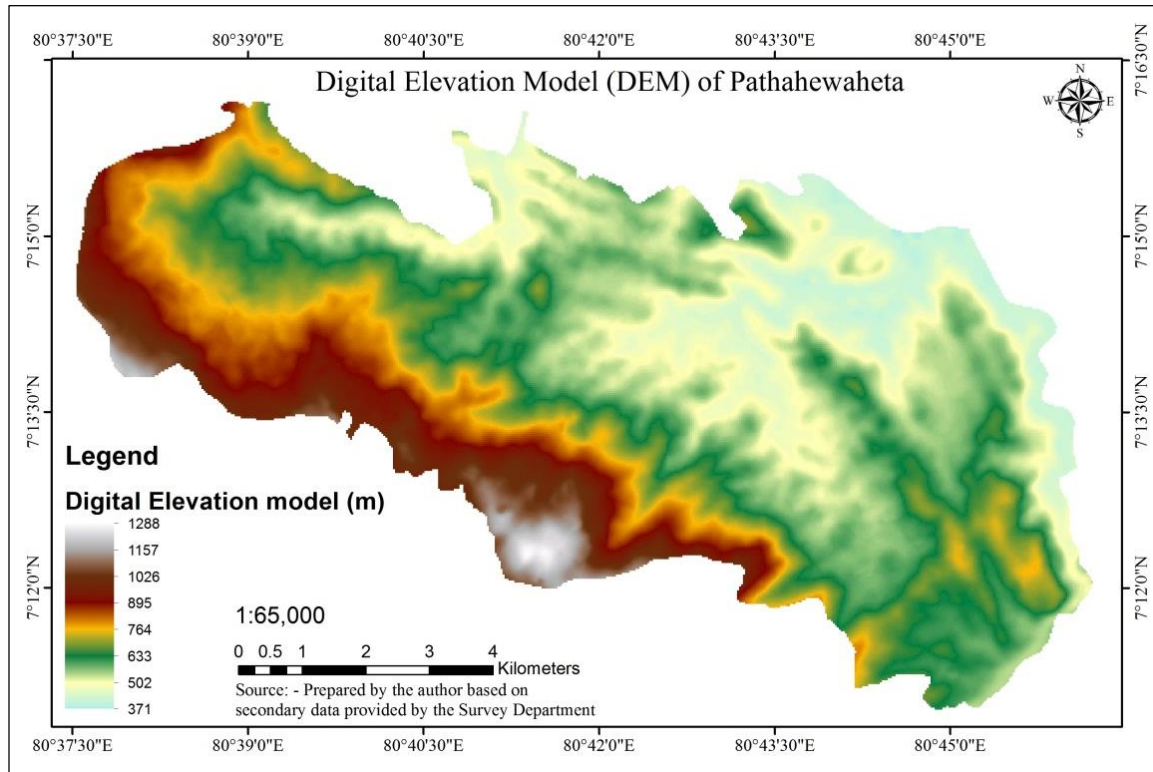 80°37'30"E 80°39'0"E 80°40'30"E 80°42'0"E 80°43'30"E 80°45'0"E
Digital Elevation Model (DEM) of Pathahewaheta
N
W E
S
7°16'30"N
7°15'0"N 7°15'0"N
7°13'30"N 7°13'30"N
7°12'0"N 7°12'0"N
Legend
Digital Elevation model (m)
1288
1157
1026
895
764
633
502
371
1:65,000
0 0.5 1 2 3 4
Kilometers
Source: - Prepared by the author based on
secondary data provided by the Survey Department
80°37'30"E 80°39'0"E 80°40'30"E 80°42'0"E 80°43'30"E 80°45'0"E